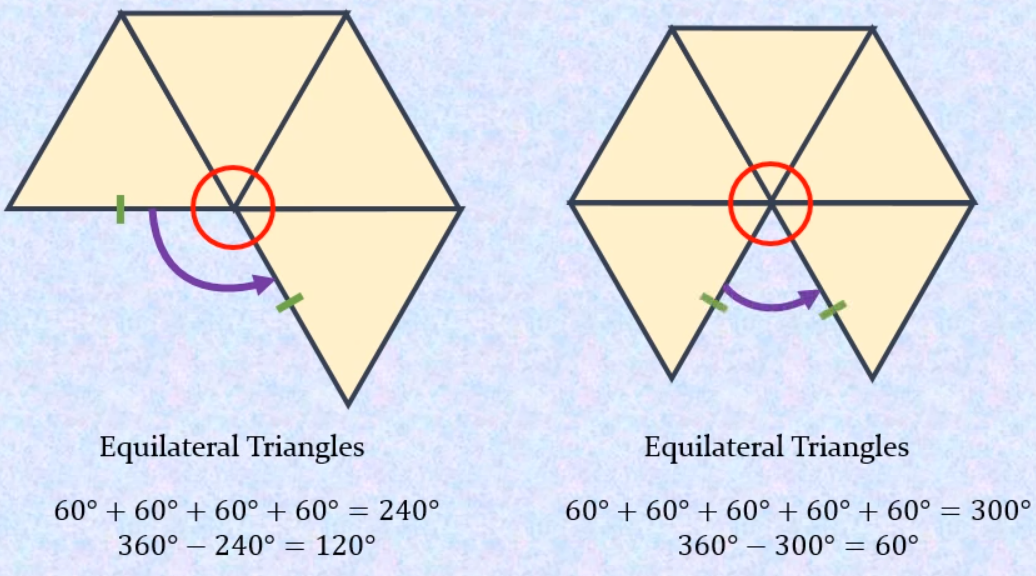 Equilateral Triangles
60° + 60° + 60° + 60° = 240°
360° − 240° = 120°
Equilateral Triangles
60° + 60° + 60° + 60° + 60° = 300°
360° − 300° = 60°